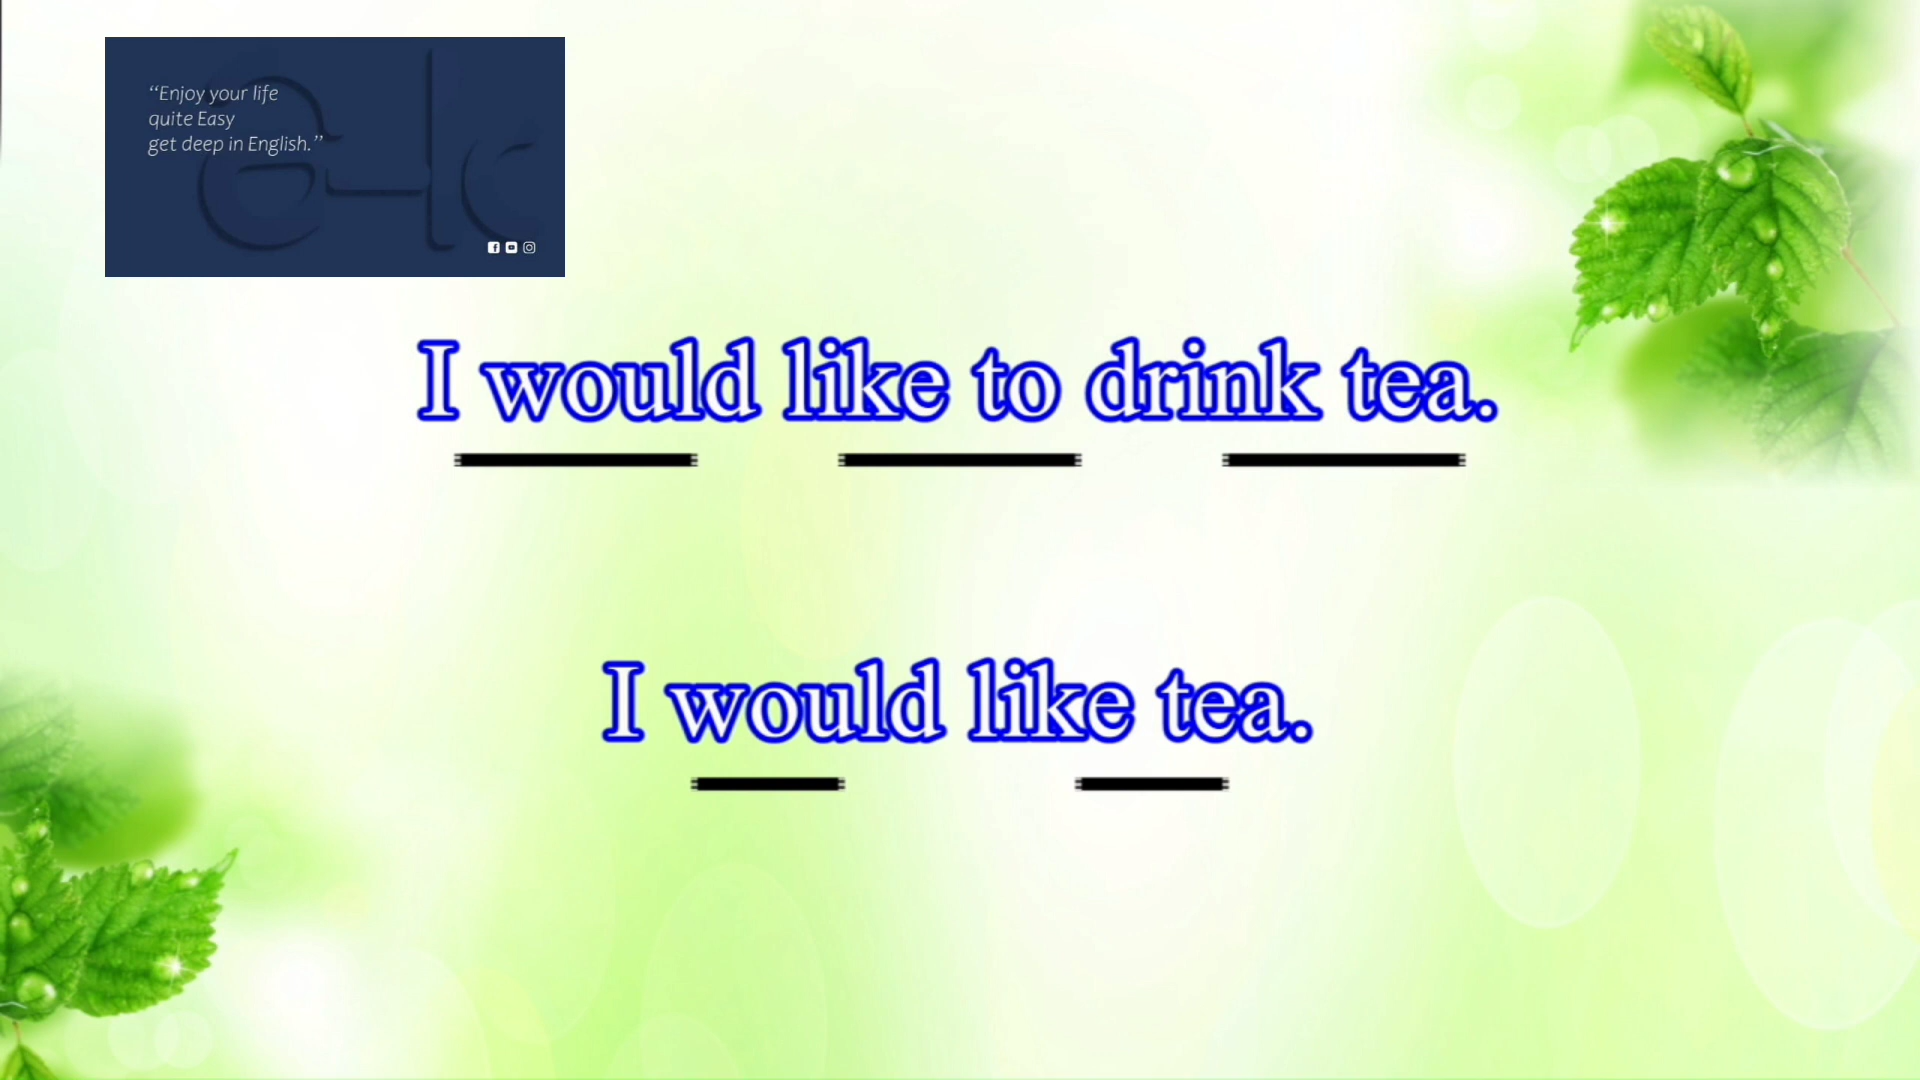 “Enjoy your life
quite Easy
get deep in English.”
I would like to drink tea.
I would like tea.